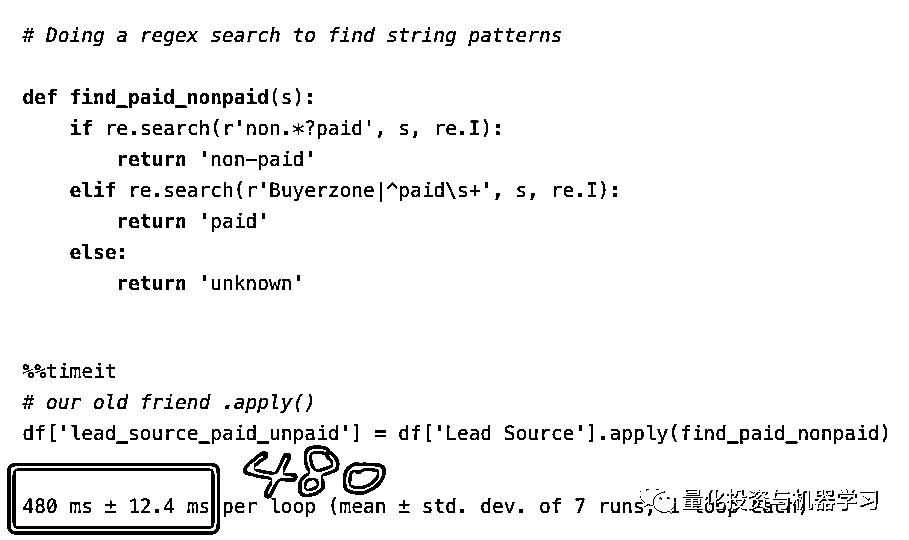 # Doing a regex search to find string patterns
def find_paid_nonpaid(s):
    if re.search(r'non.*?paid', s, re.I):
        return 'non-paid'
    elif re.search(r'Buyerzone|^paid\s+', s, re.I):
        return 'paid'
    else:
        return 'unknown'
%%timeit
# our old friend .apply()
df['lead_source_paid_unpaid'] = df['Lead Source'].apply(find_paid_nonpaid)
480
480 ms ± 12.4 ms per loop (mean ± std. dev. of 7 runs, 1 loop each)
量化投资与机器学习